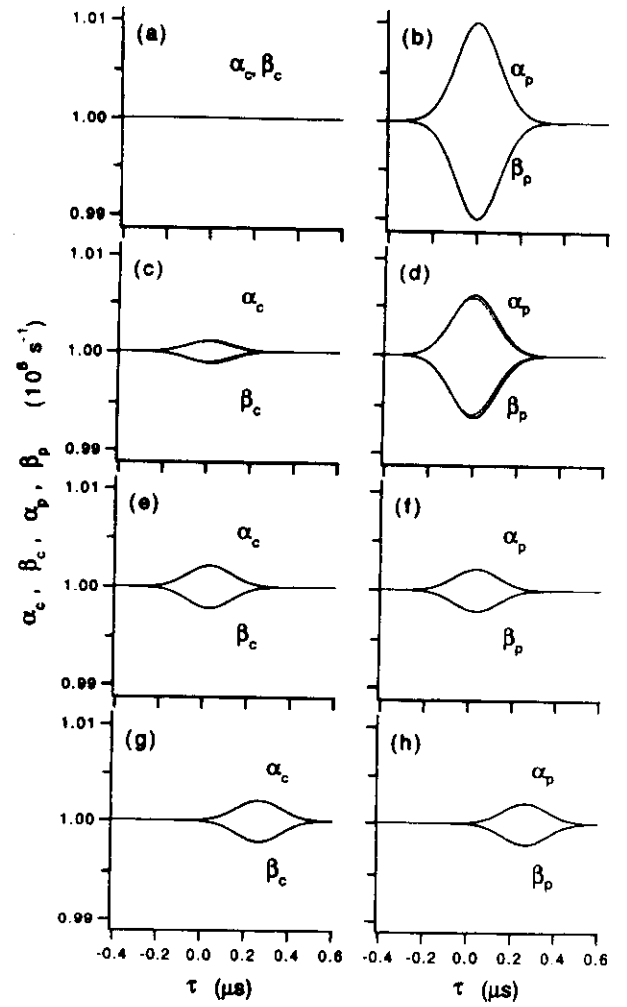 α_c , β_c , α_p , β_p (10⁸ s⁻¹)
1.01
1.00
0.99
(a)
α_c, β_c
(b)
α_p
β_p
1.01
1.00
0.99
(c)
α_c
β_c
(d)
α_p
β_p
1.01
1.00
0.99
(e)
α_c
β_c
(f)
α_p
β_p
1.01
1.00
0.99
(g)
α_c
β_c
(h)
α_p
β_p
-0.4 -0.2 0.0 0.2 0.4 0.6
τ (μs)
-0.4 -0.2 0.0 0.2 0.4 0.6
τ (μs)